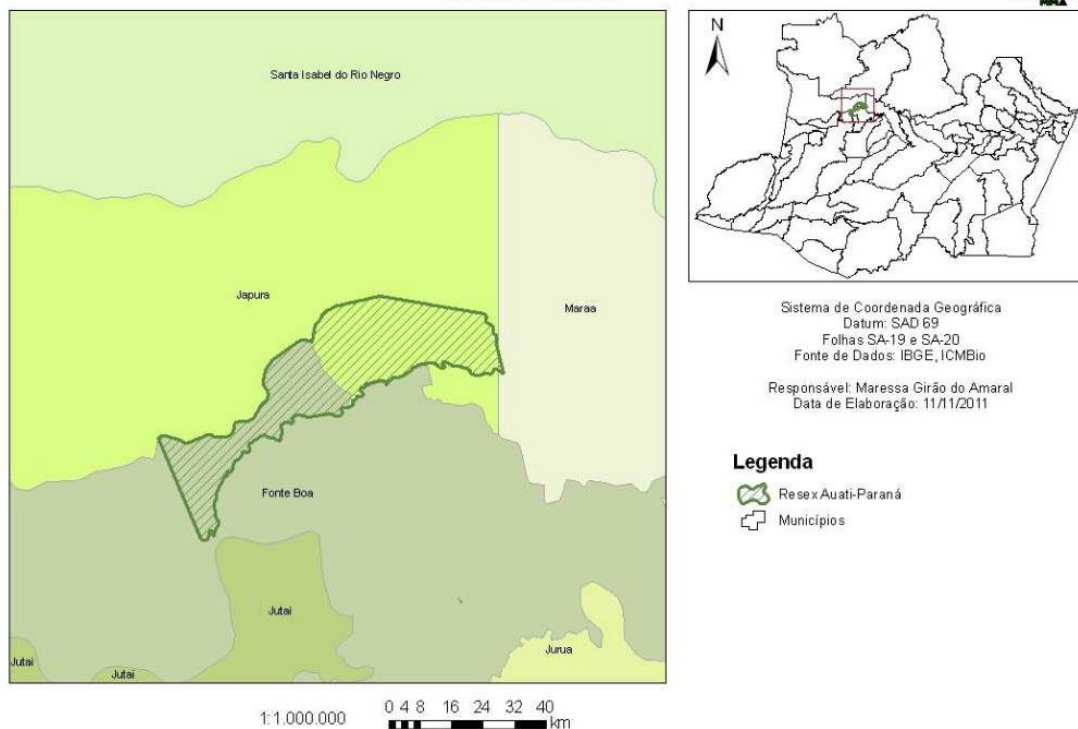 MMA
Santa Isabel do Rio Negro
N
Japura
Maraa
Fonte Boa
Jutai
Jutai
Jutai
Jurua
Sistema de Coordenada Geográfica
Datum: SAD 69
Folhas SA-19 e SA-20
Fonte de Dados: IBGE, ICMBio
Responsável: Maressa Girão do Amaral
Data de Elaboração: 11/11/2011
Legenda
Resex Auati-Paraná
Municípios
1:1.000.000
0 4 8 16 24 32 40
km